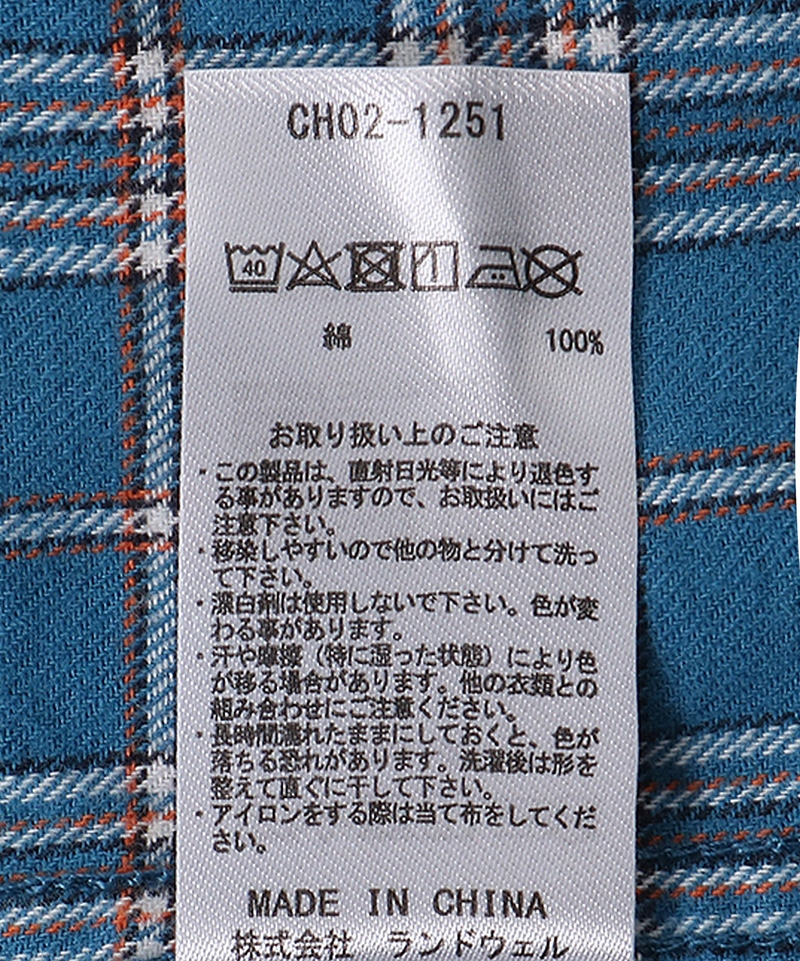 CH02-1251
40
綿 100%
お取り扱い上のご注意
・この製品は、直射日光等により退色す
る事がありますので、お取扱いにはご
注意下さい。
・移染しやすいので他の物と分けて洗っ
て下さい。
・漂白剤は使用しないで下さい。色が変
わる事があります。
・汗や摩擦（特に湿った状態）により色
が移る場合があります。他の衣類との
組み合わせにご注意ください。
・長時間濡れたままにしておくと、色が
落ちる恐れがあります。洗濯後は形を
整えて直ぐに干して下さい。
・アイロンをする際は当て布をしてくだ
さい。
MADE IN CHINA
株式会社 ランドウェル